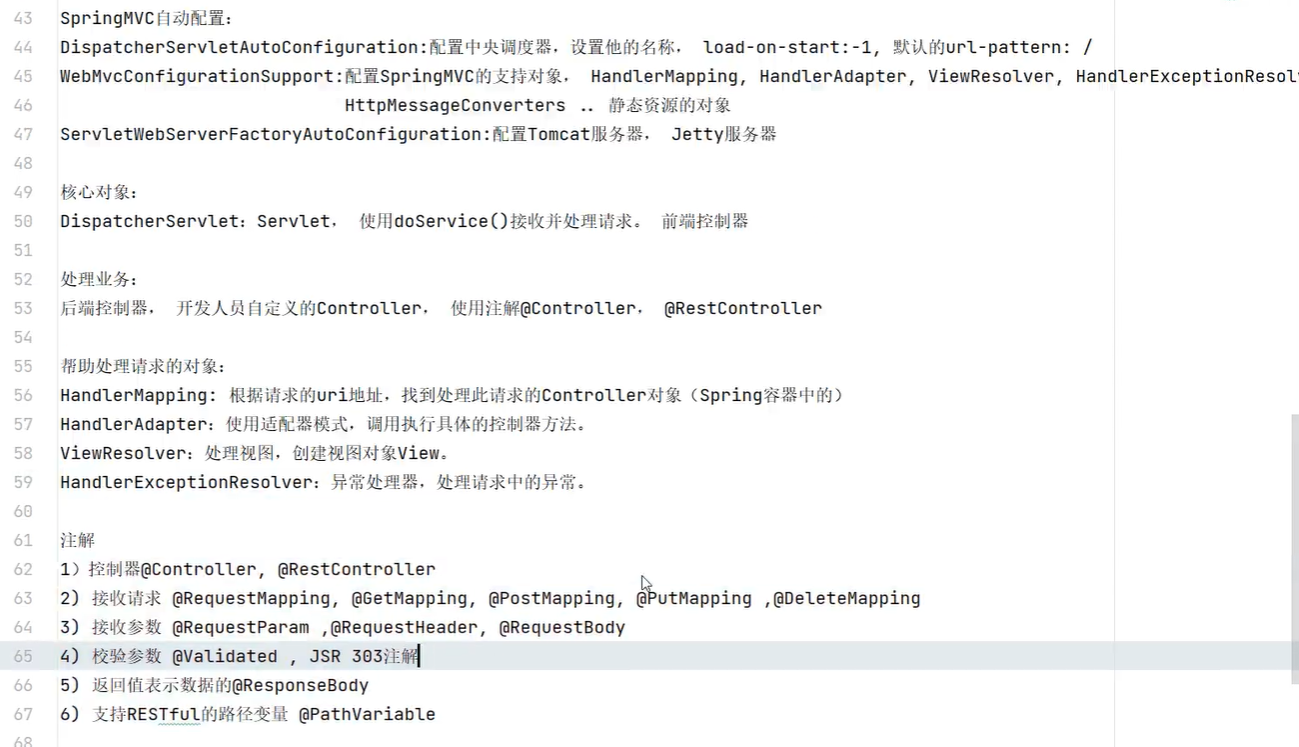 43 SpringMVC自动配置：
44 DispatcherServletAutoConfiguration:配置中央调度器，设置他的名称， load-on-start:-1, 默认的url-pattern: /
45 WebMvcConfigurationSupport:配置SpringMVC的支持对象， HandlerMapping, HandlerAdapter, ViewResolver, HandlerExceptionResol
46 HttpMessageConverters .. 静态资源的对象
47 ServletWebServerFactoryAutoConfiguration:配置Tomcat服务器， Jetty服务器
48
49 核心对象：
50 DispatcherServlet：Servlet， 使用doService()接收并处理请求。 前端控制器
51
52 处理业务：
53 后端控制器， 开发人员自定义的Controller， 使用注解@Controller， @RestController
54
55 帮助处理请求的对象：
56 HandlerMapping: 根据请求的uri地址，找到处理此请求的Controller对象（Spring容器中的）
57 HandlerAdapter：使用适配器模式，调用执行具体的控制器方法。
58 ViewResolver：处理视图，创建视图对象View。
59 HandlerExceptionResolver：异常处理器，处理请求中的异常。
60
61 注解
62 1）控制器@Controller, @RestController
63 2) 接收请求 @RequestMapping, @GetMapping, @PostMapping, @PutMapping ,@DeleteMapping
64 3) 接收参数 @RequestParam ,@RequestHeader, @RequestBody
65 4) 校验参数 @Validated , JSR 303注解
66 5) 返回值表示数据的@ResponseBody
67 6) 支持RESTful的路径变量 @PathVariable
68